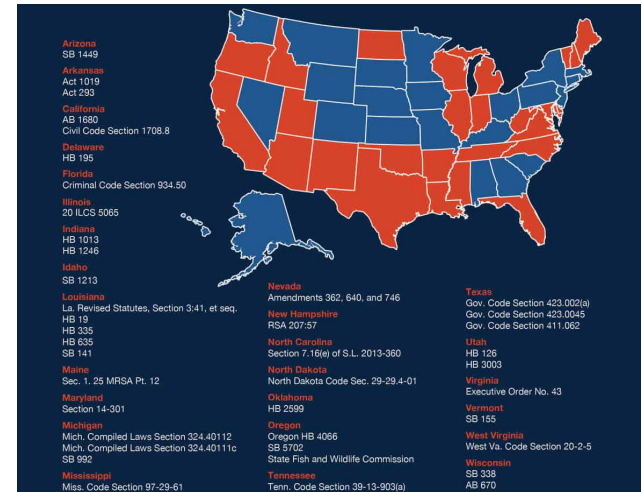 Arizona
SB 1449
Arkansas
Act 1019
Act 293
California
AB 1680
Civil Code Section 1708.8
Delaware
HB 195
Florida
Criminal Code Section 934.50
Illinois
20 ILCS 5065
Indiana
HB 1013
HB 1246
Idaho
SB 1213
Louisiana
La. Revised Statutes, Section 3:41, et seq.
HB 19
HB 335
HB 635
SB 141
Maine
Sec. 1. 25 MRSA Pt. 12
Maryland
Section 14-301
Michigan
Mich. Compiled Laws Section 324.40112
Mich. Compiled Laws Section 324.40111c
SB 992
Mississippi
Miss. Code Section 97-29-61
Nevada
Amendments 362, 640, and 746
New Hampshire
RSA 207:57
North Carolina
Section 7.16(e) of S.L. 2013-360
North Dakota
North Dakota Code Sec. 29-29.4-01
Oklahoma
HB 2599
Oregon
Oregon HB 4066
SB 5702
State Fish and Wildlife Commission
Tennessee
Tenn. Code Section 39-13-903(a)
Texas
Gov. Code Section 423.002(a)
Gov. Code Section 423.0045
Gov. Code Section 411.062
Utah
HB 126
HB 3003
Virginia
Executive Order No. 43
Vermont
SB 155
West Virginia
West Va. Code Section 20-2-5
Wisconsin
SB 338
AB 670